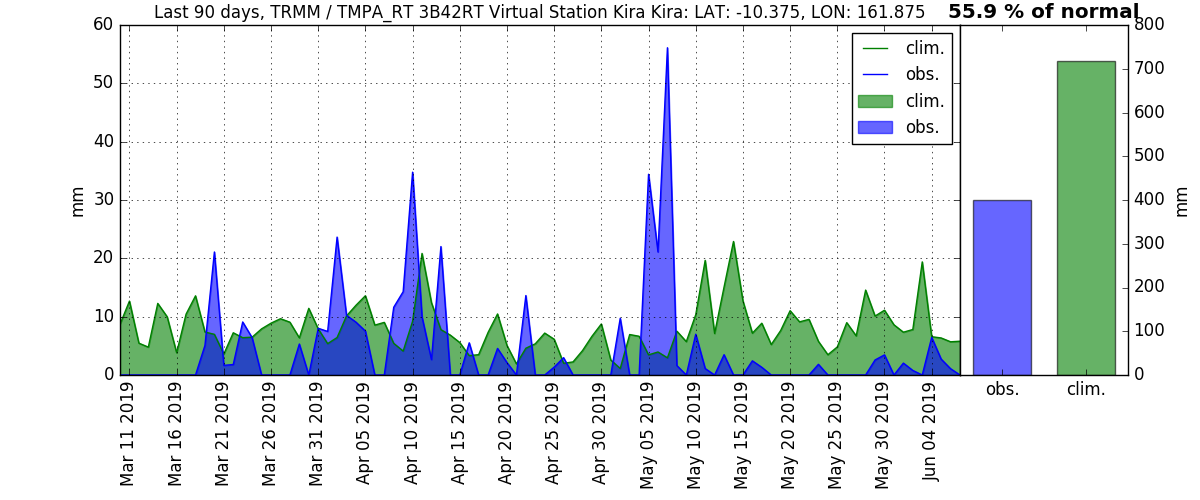 Last 90 days, TRMM / TMPA_RT 3B42RT Virtual Station Kira Kira: LAT: -10.375, LON: 161.875
55.9 % of normal
60
50
40
30
20
10
0
mm
clim.
obs.
clim.
obs.
Mar 11 2019
Mar 16 2019
Mar 21 2019
Mar 26 2019
Mar 31 2019
Apr 05 2019
Apr 10 2019
Apr 15 2019
Apr 20 2019
Apr 25 2019
Apr 30 2019
May 05 2019
May 10 2019
May 15 2019
May 20 2019
May 25 2019
May 30 2019
Jun 04 2019
800
700
600
500
400
300
200
100
0
mm
obs.
clim.